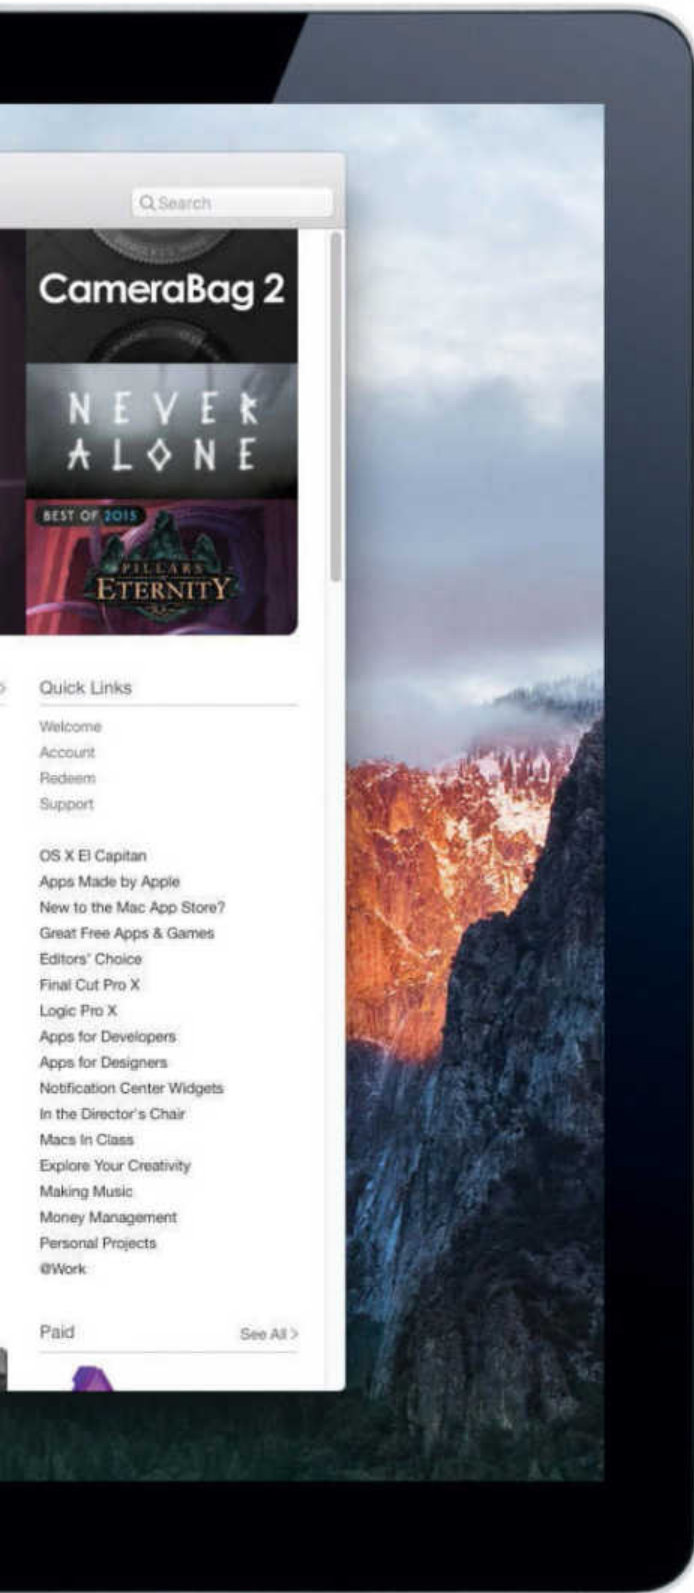 Search
CameraBag 2
NEVER
ALONE
BEST OF 2015
PILLARS
ETERNITY
Quick Links
Welcome
Account
Redeem
Support
OS X El Capitan
Apps Made by Apple
New to the Mac App Store?
Great Free Apps & Games
Editors' Choice
Final Cut Pro X
Logic Pro X
Apps for Developers
Apps for Designers
Notification Center Widgets
In the Director's Chair
Macs In Class
Explore Your Creativity
Making Music
Money Management
Personal Projects
@Work
Paid
See All >